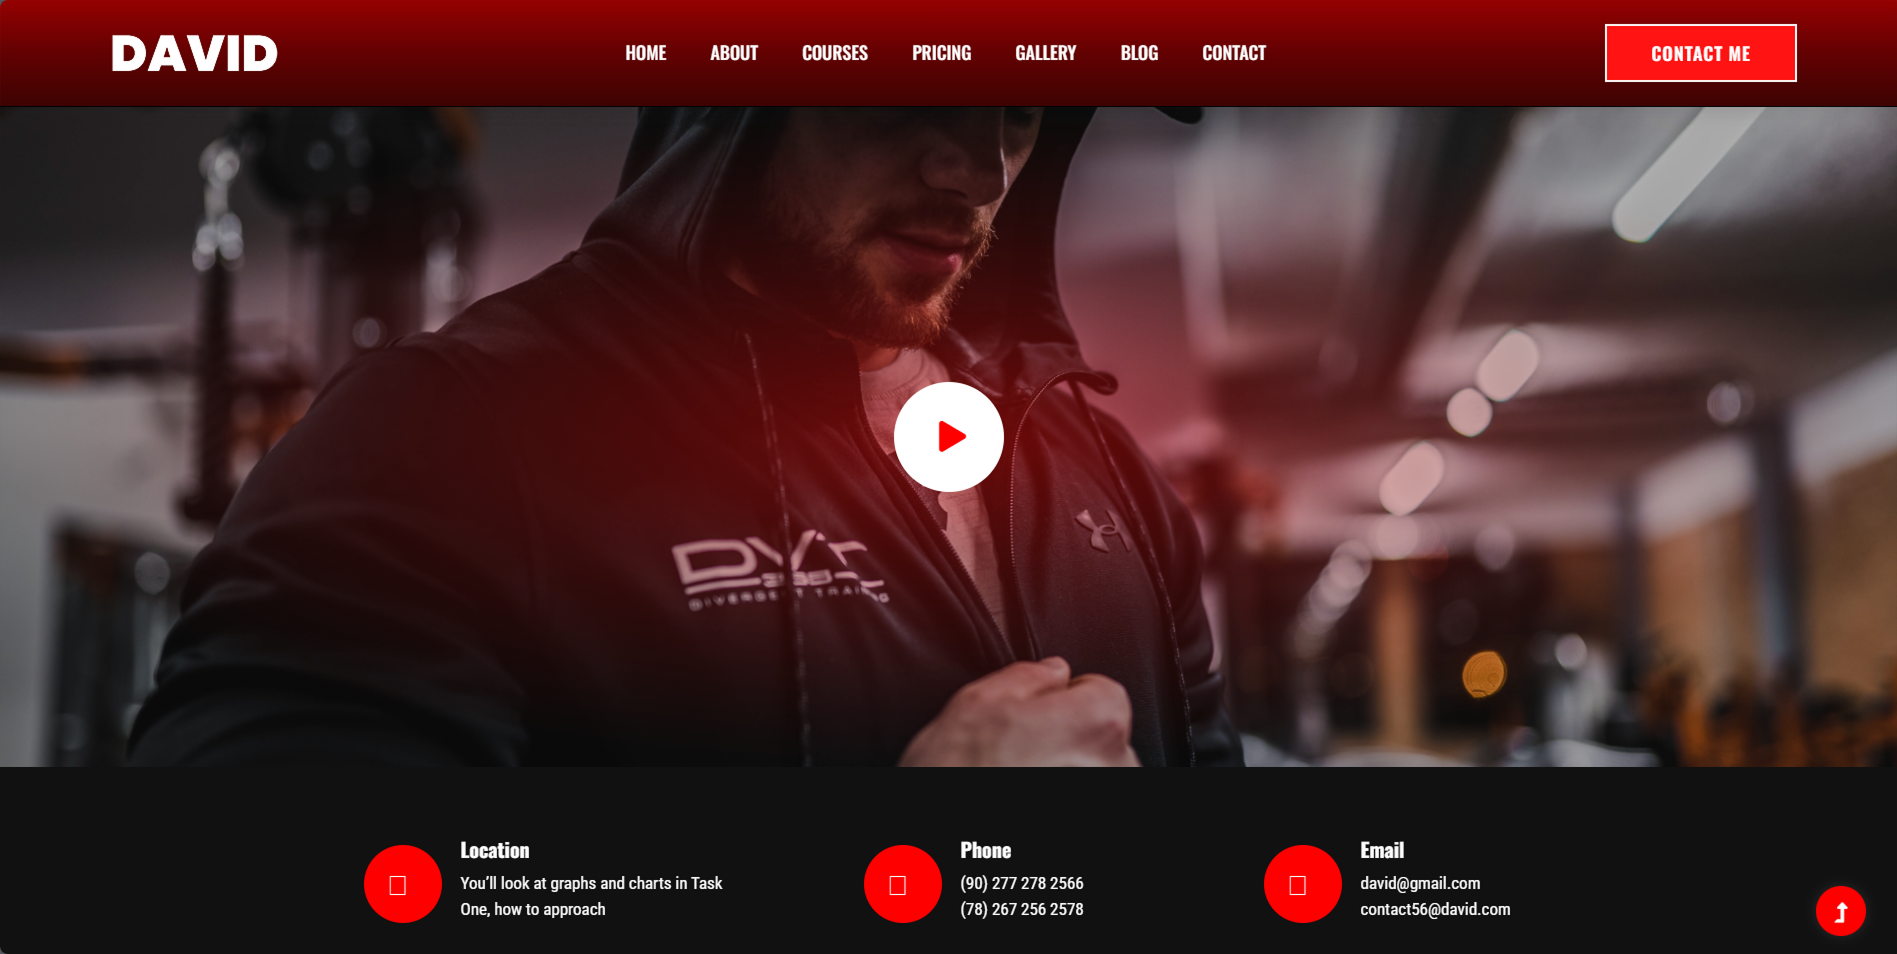 DAVID
HOME ABOUT COURSES PRICING GALLERY BLOG CONTACT
CONTACT ME
DIVERGENT TRAINING
Location
You'll look at graphs and charts in Task
One, how to approach
Phone
(90) 277 278 2566
(78) 267 256 2578
Email
david@gmail.com
contact56@david.com